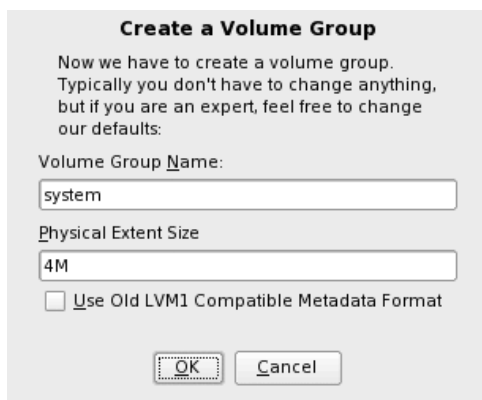 Create a Volume Group
Now we have to create a volume group.
Typically you don't have to change anything,
but if you are an expert, feel free to change
our defaults:
Volume Group Name:
system
Physical Extent Size
4M
Use Old LVM1 Compatible Metadata Format
OK
Cancel